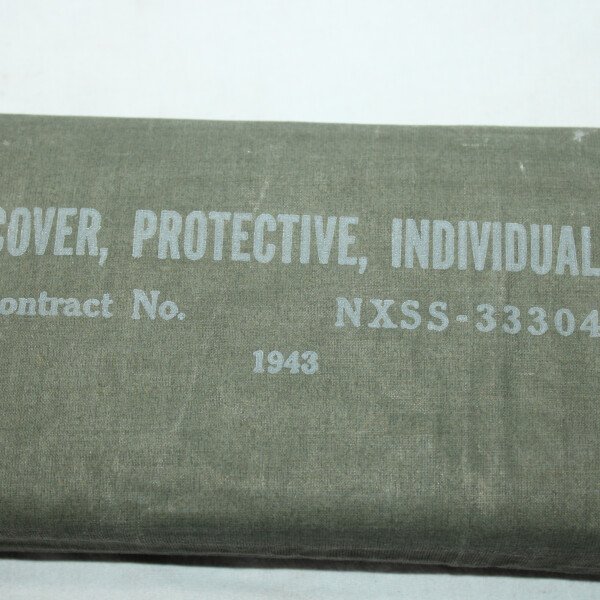 COVER, PROTECTIVE, INDIVIDUAL
ontract No. NXSS-33304
1943